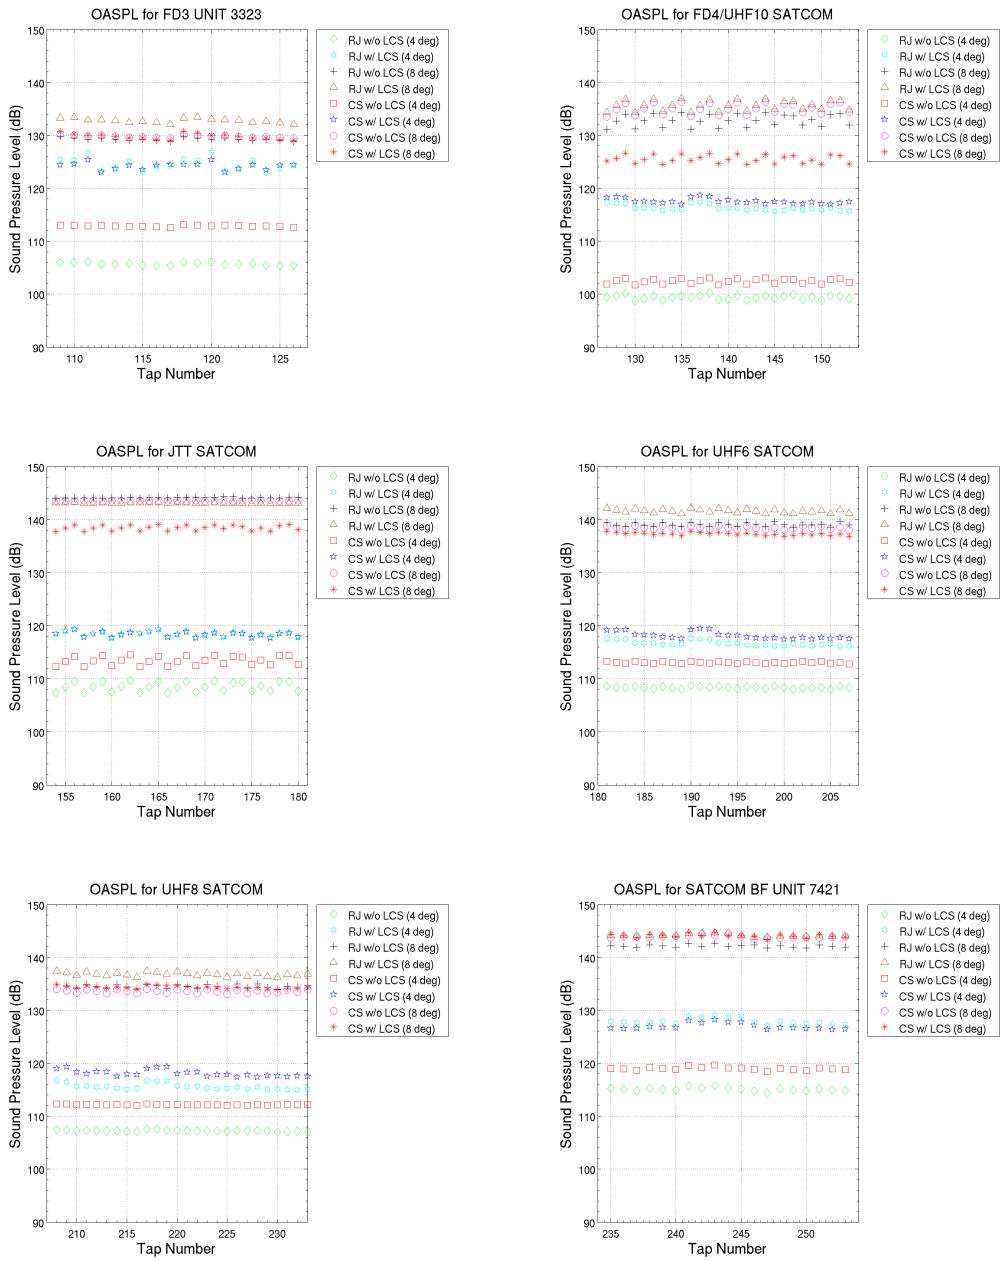 OASPL for FD3 UNIT 3323
Sound Pressure Level (dB)
150
140
130
120
110
100
90
110
115
120
125
Tap Number
RJ w/o LCS (4 deg)
RJ w/ LCS (4 deg)
RJ w/o LCS (8 deg)
RJ w/ LCS (8 deg)
CS w/o LCS (4 deg)
CS w/ LCS (4 deg)
CS w/o LCS (8 deg)
CS w/ LCS (8 deg)
OASPL for FD4/UHF10 SATCOM
Sound Pressure Level (dB)
150
140
130
120
110
100
90
130
135
140
145
150
Tap Number
RJ w/o LCS (4 deg)
RJ w/ LCS (4 deg)
RJ w/o LCS (8 deg)
RJ w/ LCS (8 deg)
CS w/o LCS (4 deg)
CS w/ LCS (4 deg)
CS w/o LCS (8 deg)
CS w/ LCS (8 deg)
OASPL for JTT SATCOM
Sound Pressure Level (dB)
150
140
130
120
110
100
90
155
160
165
170
175
180
Tap Number
RJ w/o LCS (4 deg)
RJ w/ LCS (4 deg)
RJ w/o LCS (8 deg)
RJ w/ LCS (8 deg)
CS w/o LCS (4 deg)
CS w/ LCS (4 deg)
CS w/o LCS (8 deg)
CS w/ LCS (8 deg)
OASPL for UHF6 SATCOM
Sound Pressure Level (dB)
150
140
130
120
110
100
90
180
185
190
195
200
205
Tap Number
RJ w/o LCS (4 deg)
RJ w/ LCS (4 deg)
RJ w/o LCS (8 deg)
RJ w/ LCS (8 deg)
CS w/o LCS (4 deg)
CS w/ LCS (4 deg)
CS w/o LCS (8 deg)
CS w/ LCS (8 deg)
OASPL for UHF8 SATCOM
Sound Pressure Level (dB)
150
140
130
120
110
100
90
210
215
220
225
230
Tap Number
RJ w/o LCS (4 deg)
RJ w/ LCS (4 deg)
RJ w/o LCS (8 deg)
RJ w/ LCS (8 deg)
CS w/o LCS (4 deg)
CS w/ LCS (4 deg)
CS w/o LCS (8 deg)
CS w/ LCS (8 deg)
OASPL for SATCOM BF UNIT 7421
Sound Pressure Level (dB)
150
140
130
120
110
100
90
235
240
245
250
Tap Number
RJ w/o LCS (4 deg)
RJ w/ LCS (4 deg)
RJ w/o LCS (8 deg)
RJ w/ LCS (8 deg)
CS w/o LCS (4 deg)
CS w/ LCS (4 deg)
CS w/o LCS (8 deg)
CS w/ LCS (8 deg)